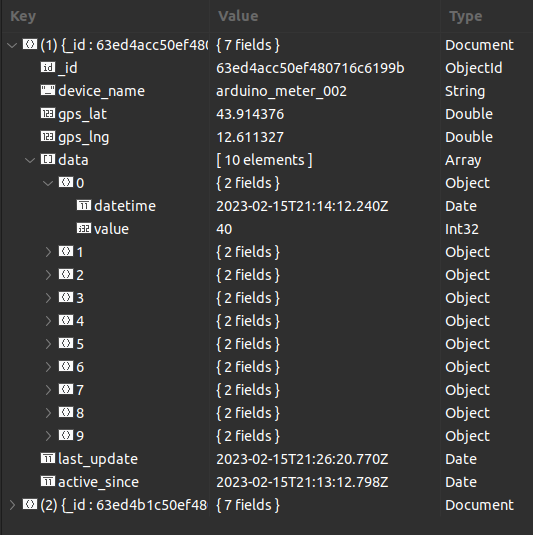 Key Value Type
(1) {_id : 63ed4acc50ef480 { 7 fields } Document
_id 63ed4acc50ef480716c6199b ObjectId
device_name arduino_meter_002 String
gps_lat 43.914376 Double
gps_lng 12.611327 Double
data [ 10 elements ] Array
0 { 2 fields } Object
datetime 2023-02-15T21:14:12.240Z Date
value 40 Int32
1 { 2 fields } Object
2 { 2 fields } Object
3 { 2 fields } Object
4 { 2 fields } Object
5 { 2 fields } Object
6 { 2 fields } Object
7 { 2 fields } Object
8 { 2 fields } Object
9 { 2 fields } Object
last_update 2023-02-15T21:26:20.770Z Date
active_since 2023-02-15T21:13:12.798Z Date
(2) {_id : 63ed4b1c50ef48 { 7 fields } Document